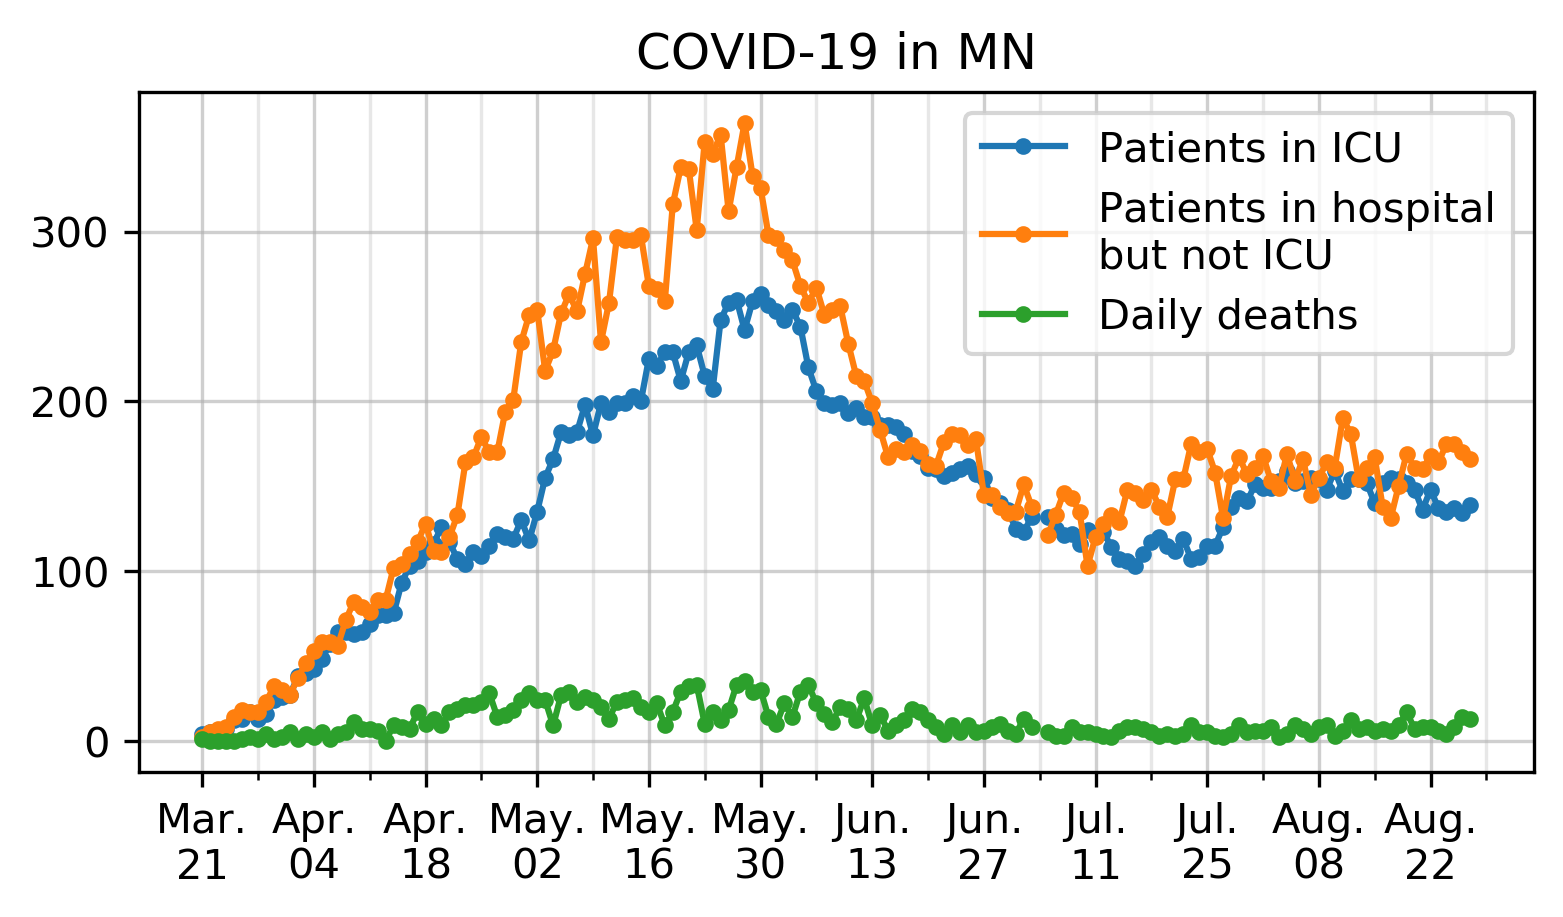 COVID-19 in MN
Patients in ICU
Patients in hospital
but not ICU
Daily deaths
300
200
100
0
Mar. Apr. Apr. May. May. May. Jun. Jun. Jul. Jul. Aug. Aug.
21 04 18 02 16 30 13 27 11 25 08 22